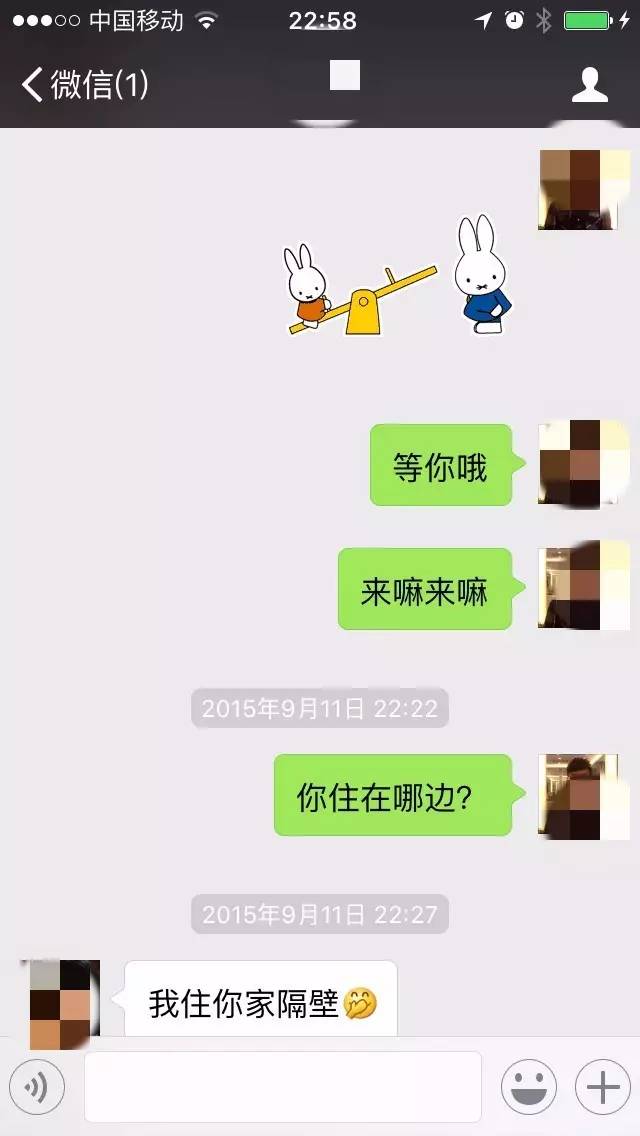 中国移动 22:58
微信(1)
等你哦
来嘛来嘛
2015年9月11日 22:22
你住在哪边?
2015年9月11日 22:27
我住你家隔壁🤭